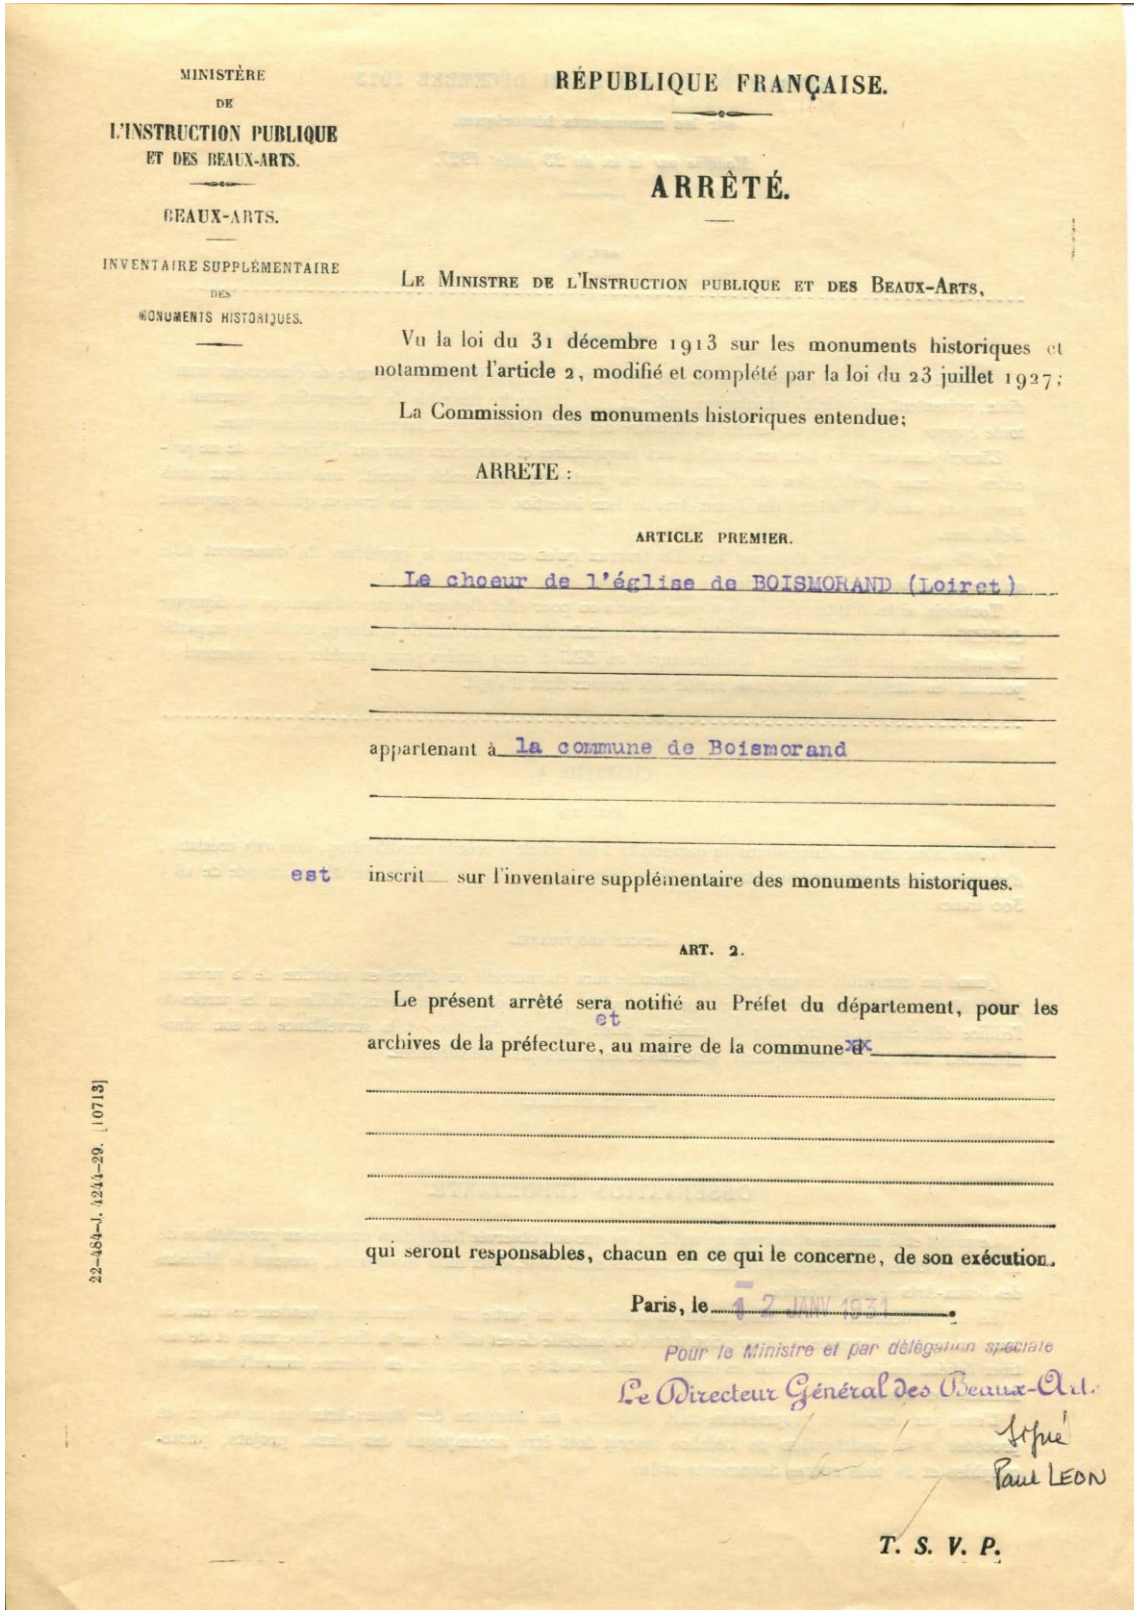 MINISTÈRE
DE
L'INSTRUCTION PUBLIQUE
ET DES BEAUX-ARTS.
BEAUX-ARTS.
INVENTAIRE SUPPLÉMENTAIRE
DES
MONUMENTS HISTORIQUES.
RÉPUBLIQUE FRANÇAISE.
ARRÊTÉ.
LE MINISTRE DE L'INSTRUCTION PUBLIQUE ET DES BEAUX-ARTS,
Vu la loi du 31 décembre 1913 sur les monuments historiques et
notamment l'article 2, modifié et complété par la loi du 23 juillet 1927;
La Commission des monuments historiques entendue;
ARRÊTE :
ARTICLE PREMIER.
Le choeur de l'église de BOISMORAND (Loiret)
appartenant à la commune de Boismorand
est inscrit sur l'inventaire supplémentaire des monuments historiques.
ART. 2.
Le présent arrêté sera notifié au Préfet du département, pour les
et
archives de la préfecture, au maire de la commune
qui seront responsables, chacun en ce qui le concerne, de son exécution.
Paris, le 12 JANV 1931.
Pour le Ministre et par délégation spéciale
Le Directeur Général des Beaux-Art.
Signé
Paul LEON
T. S. V. P.
22-484-J. 4244-29. [10713]